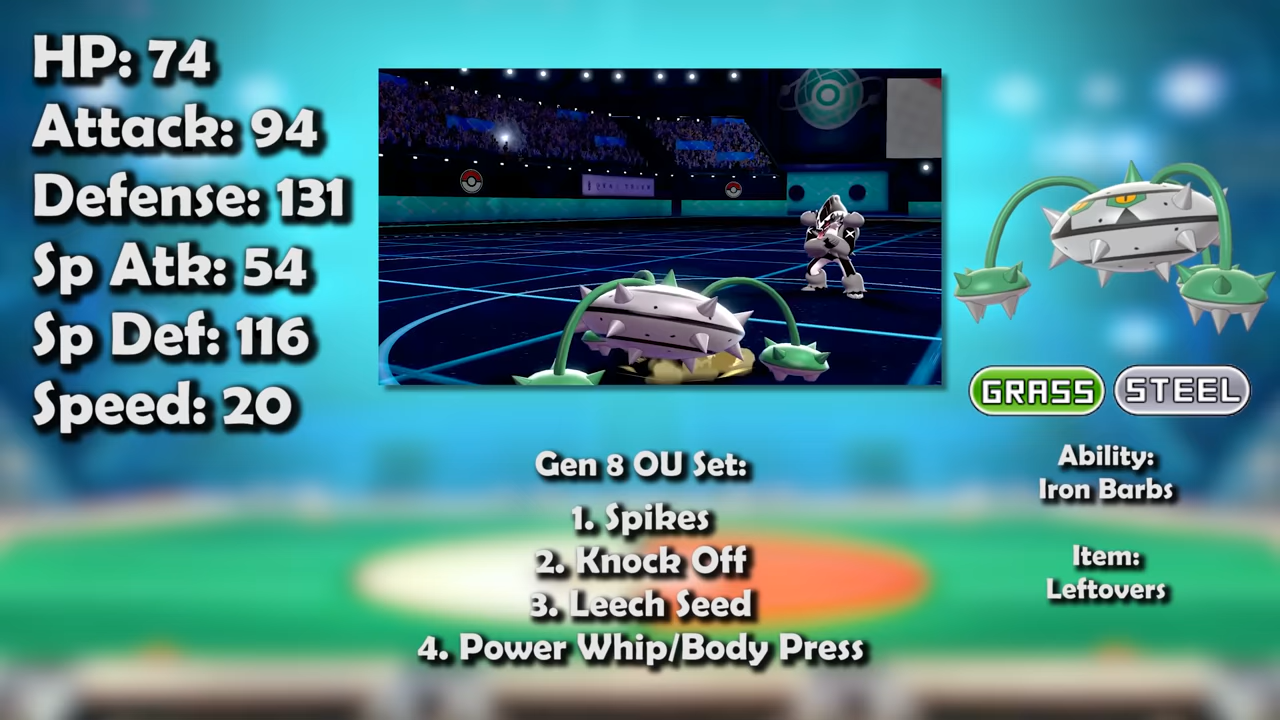 HP: 74
Attack: 94
Defense: 131
Sp Atk: 54
Sp Def: 116
Speed: 20
GRASS STEEL
Gen 8 OU Set:
1. Spikes
2. Knock Off
3. Leech Seed
4. Power Whip/Body Press
Ability:
Iron Barbs
Item:
Leftovers